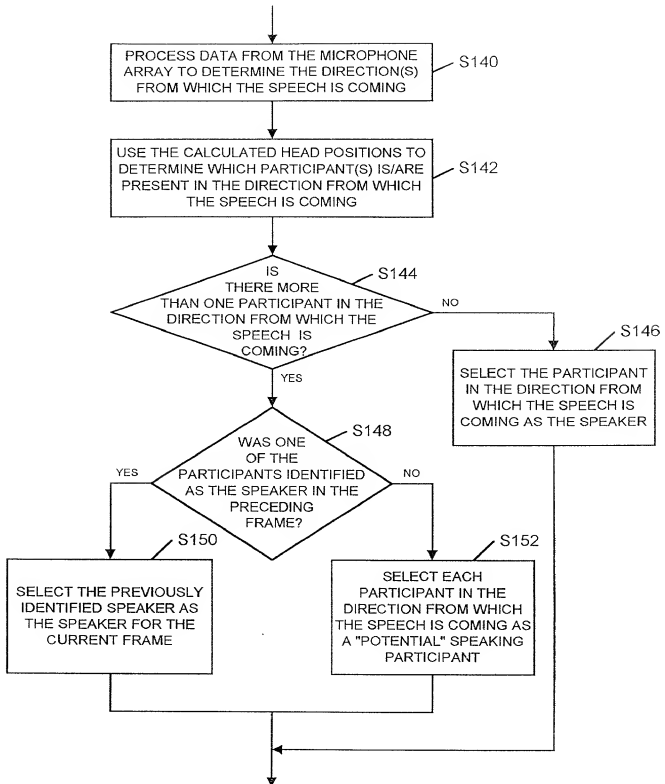 PROCESS DATA FROM THE MICROPHONE
ARRAY TO DETERMINE THE DIRECTION(S)
FROM WHICH THE SPEECH IS COMING
S140
USE THE CALCULATED HEAD POSITIONS TO
DETERMINE WHICH PARTICIPANT(S) IS/ARE
PRESENT IN THE DIRECTION FROM WHICH
THE SPEECH IS COMING
S142
IS
THERE MORE
THAN ONE PARTICIPANT IN THE
DIRECTION FROM WHICH THE
SPEECH IS
COMING?
S144
NO
YES
S146
SELECT THE PARTICIPANT
IN THE DIRECTION FROM
WHICH THE SPEECH IS
COMING AS THE SPEAKER
WAS ONE
OF THE
PARTICIPANTS IDENTIFIED
AS THE SPEAKER IN THE
PRECEDING
FRAME?
S148
YES
NO
S150
SELECT THE PREVIOUSLY
IDENTIFIED SPEAKER AS
THE SPEAKER FOR THE
CURRENT FRAME
S152
SELECT EACH
PARTICIPANT IN THE
DIRECTION FROM WHICH
THE SPEECH IS COMING AS
A "POTENTIAL" SPEAKING
PARTICIPANT